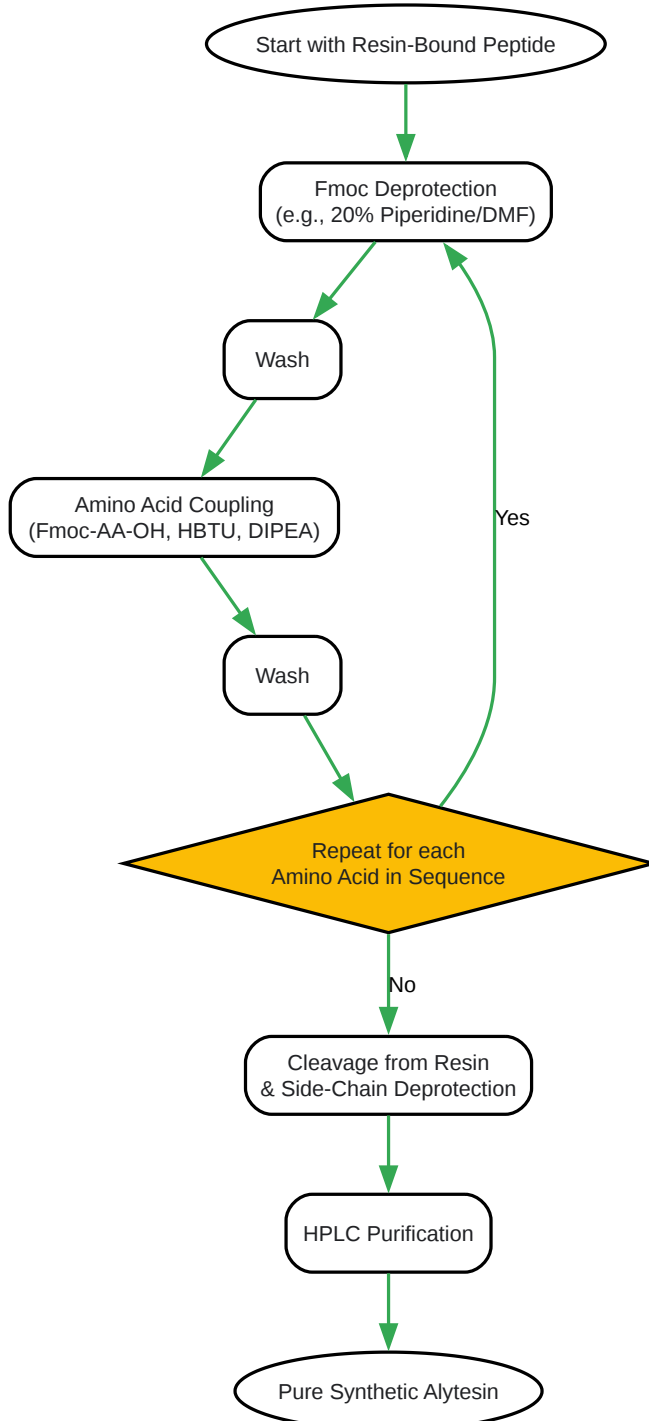 Start with Resin-Bound Peptide
Fmoc Deprotection
(e.g., 20% Piperidine/DMF)
Wash
Amino Acid Coupling
(Fmoc-AA-OH, HBTU, DIPEA)
Yes
Wash
Repeat for each
Amino Acid in Sequence
No
Cleavage from Resin
& Side-Chain Deprotection
HPLC Purification
Pure Synthetic Alytesin